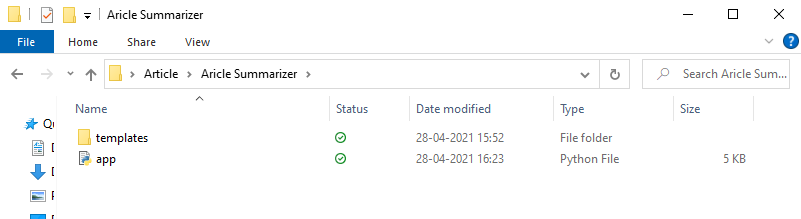 Aricle Summarizer
File Home Share View
Article Aricle Summarizer Search Aricle Sum...
Name Status Date modified Type Size
templates 28-04-2021 15:52 File folder
app 28-04-2021 16:23 Python File 5 KB